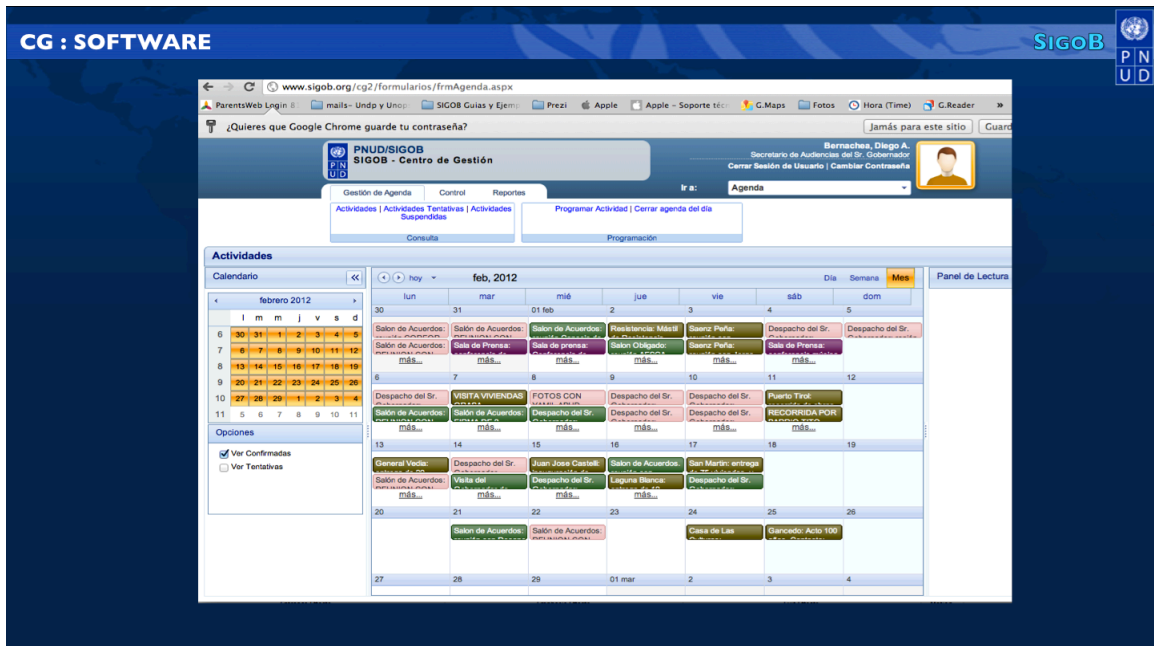 CG : SOFTWARE
SIGOB
P N
U D
www.sigob.org/cg2/formularios/frmAgenda.aspx
ParentsWeb Login mails- Undp y Unop SIGOB Guias y Ejemp Prezi Apple Apple - Soporte técn G.Maps Fotos Hora (Time) G.Reader »
¿Quieres que Google Chrome guarde tu contraseña? Jamás para este sitio Guard
PNUD/SIGOB
SIGOB - Centro de Gestión
P N
U D
Bernachea, Diego A.
Secretario de Audiencias del Sr. Gobernador
Cerrar Sesión de Usuario | Cambiar Contraseña
Gestión de Agenda Control Reportes Ir a: Agenda
Actividades | Actividades Tentativas | Actividades Suspendidas
Consulta
Programar Actividad | Cerrar agenda del día
Programación
Actividades
Calendario «
febrero 2012
l m m j v s d
6 30 31 1 2 3 4 5
7 6 7 8 9 10 11 12
8 13 14 15 16 17 18 19
9 20 21 22 23 24 25 26
10 27 28 29 1 2 3 4
11 5 6 7 8 9 10 11
Opciones
Ver Confirmadas
Ver Tentativas
hoy feb, 2012 Día Semana Mes
Panel de Lectura
lun mar mié jue vie sáb dom
30 31 01 feb 2 3 4 5
Salon de Acuerdos: Salón de Acuerdos: Salon de Acuerdos: Resistencia: Mástil Saenz Peña: Despacho del Sr. Despacho del Sr.
Salón de Acuerdos: Sala de Prensa: Sala de prensa: Salon Obligado: Saenz Peña: Sala de Prensa:
más... más... más... más... más... más...
6 7 8 9 10 11 12
Despacho del Sr. VISITA VIVIENDAS FOTOS CON Despacho del Sr. Despacho del Sr. Puerto Tirol:
Salón de Acuerdos: Salón de Acuerdos: Despacho del Sr. Despacho del Sr. Despacho del Sr. RECORRIDA POR
más... más... más... más... más... más...
13 14 15 16 17 18 19
General Vedia: Despacho del Sr. Juan Jose Castelli: Salon de Acuerdos. San Martin: entrega
Salón de Acuerdos: Visita del Despacho del Sr. Laguna Blanca: Despacho del Sr.
más... más... más... más...
20 21 22 23 24 25 26
Salon de Acuerdos: Salón de Acuerdos: Casa de Las Gancedo: Acto 100
27 28 29 01 mar 2 3 4